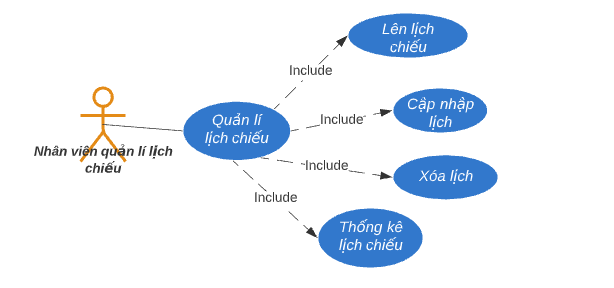 Lên lịch
chiếu
Include
Cập nhập
lịch
Include
Quản lí
lịch chiếu
Nhân viên quản lí lịch
chiếu
Include
Xóa lịch
Include
Thống kê
lịch chiếu